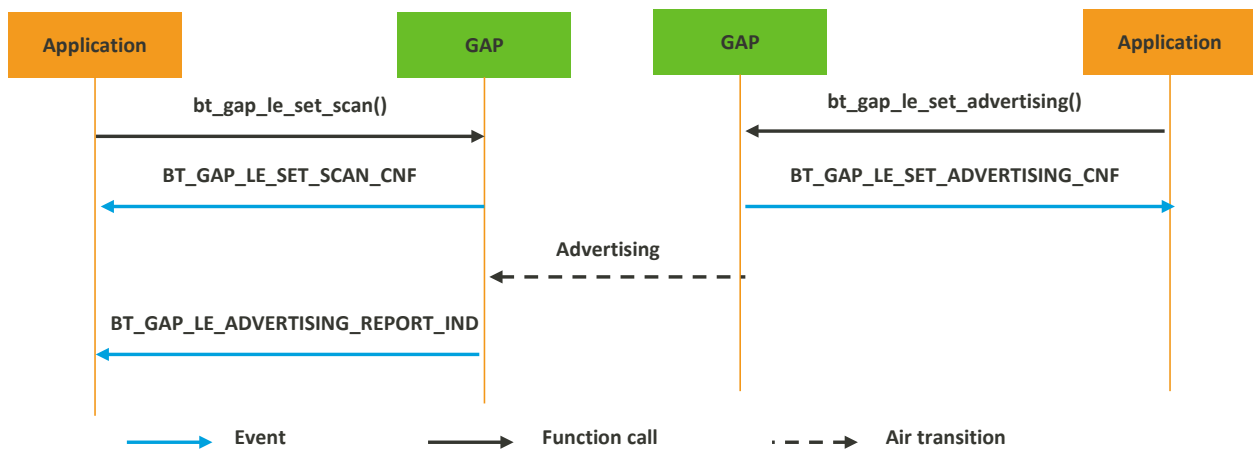 Application
GAP
GAP
Application
bt_gap_le_set_scan()
bt_gap_le_set_advertising()
BT_GAP_LE_SET_SCAN_CNF
BT_GAP_LE_SET_ADVERTISING_CNF
Advertising
BT_GAP_LE_ADVERTISING_REPORT_IND
Event
Function call
Air transition